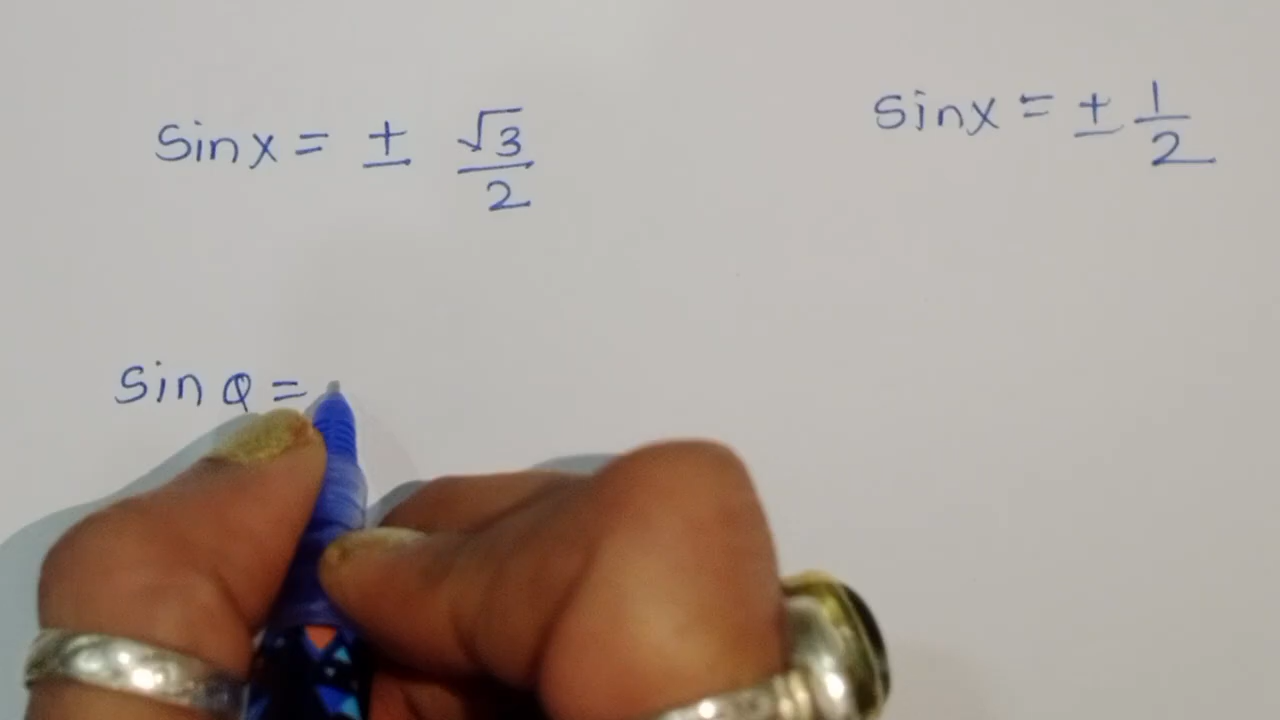 Sinx = ± √3/2
Sinx = ± 1/2
Sin Q =